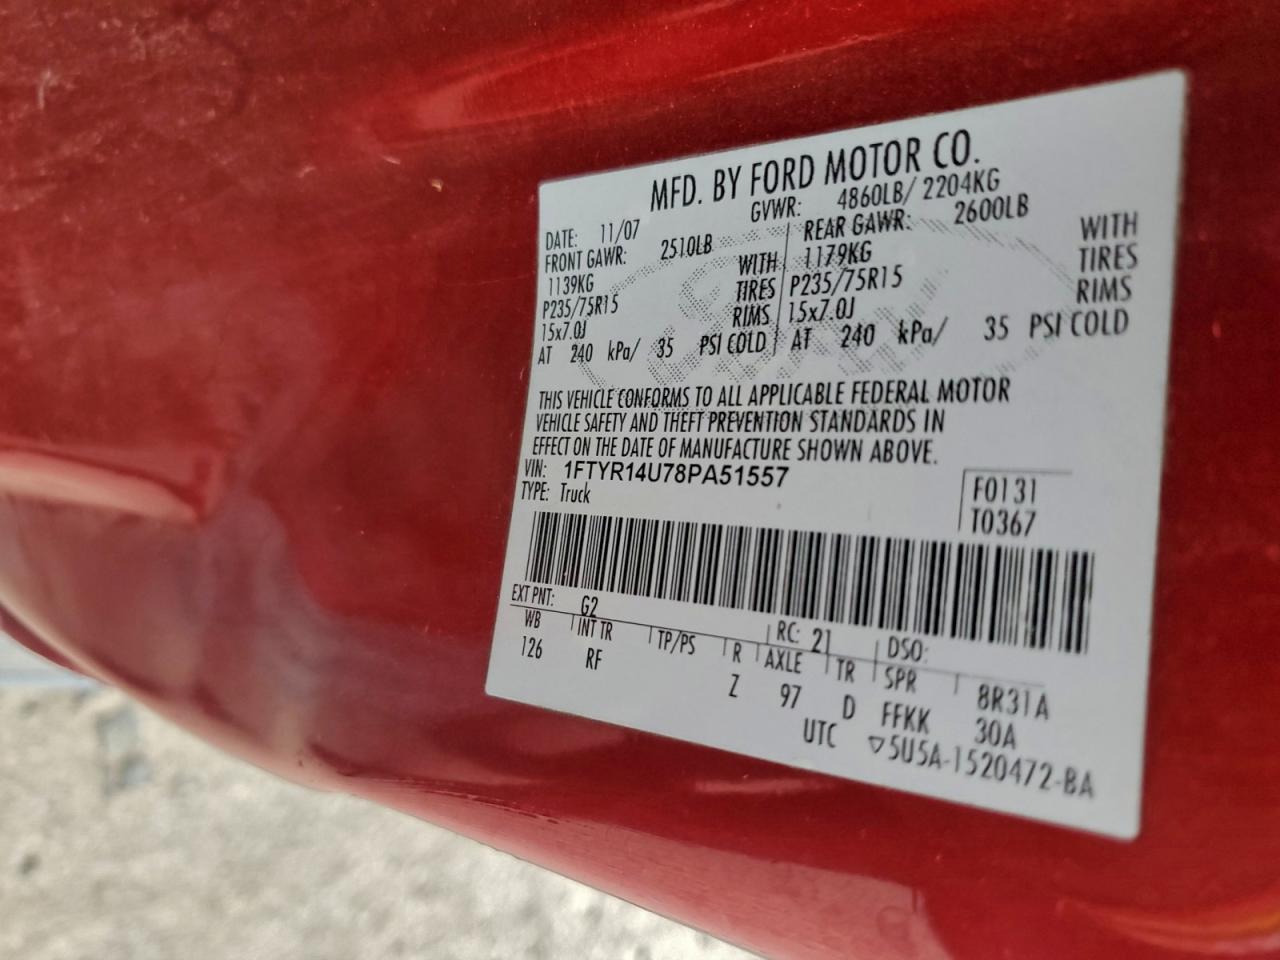 MFD. BY FORD MOTOR CO.
DATE: 11/07 GVWR: 4860LB/ 2204KG
FRONT GAWR: 2510LB REAR GAWR: 2600LB
1139KG WITH 1179KG WITH
P235/75R15 TIRES P235/75R15 TIRES
15x7.0J RIMS 15x7.0J RIMS
AT 240 kPa/ 35 PSI COLD AT 240 kPa/ 35 PSI COLD
THIS VEHICLE CONFORMS TO ALL APPLICABLE FEDERAL MOTOR
VEHICLE SAFETY AND THEFT PREVENTION STANDARDS IN
EFFECT ON THE DATE OF MANUFACTURE SHOWN ABOVE.
VIN: 1FTYR14U78PA51557
TYPE: Truck
F0131
T0367
EXT PNT: G2 RC: 21 DSO:
WB INT TR TP/PS R AXLE TR SPR 8R31A
126 RF Z 97 D FFKK 30A
UTC ▽5U5A-1520472-BA